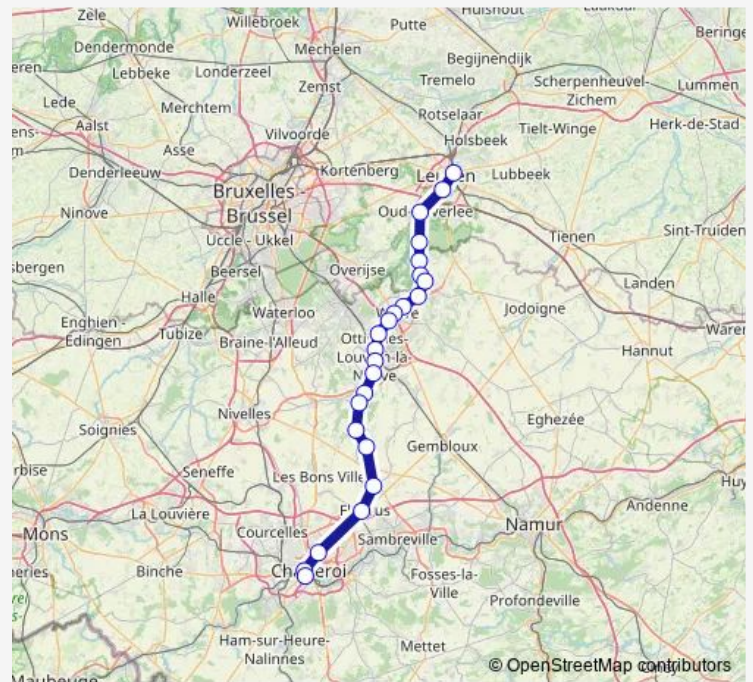 Zele
Willebroek
Putte
Dendermonde
Mechelen
Begijnendijk
Lebbeke
Londerzeel
Zemst
Tremelo
Scherpenheuvel-
Zichem
Lummen
Lede
Merchtem
Rotselaar
Aalst
Vilvoorde
Tielt-Winge
Herk-de-Stad
Asse
Holsbeek
Denderleeuw
Kortenberg
Lubbeek
Bruxelles -
Brussel
Ninove
Tienen
Sint-Truiden
Uccle - Ukkel
Beersel
Overijse
Halle
Landen
Waterloo
Jodoigne
Enghien -
Edingen
Tubize
Braine-l'Alleud
Hannut
Nivelles
Eghezée
Soignies
Gembloux
Seneffe
Les Bons Ville
La Louvière
Andenne
Mons
Courcelles
Namur
Sambreville
Binche
Fosses-la-
Ville
Profondeville
Ham-sur-Heure-
Nalinnes
Mettet
© OpenStreetMap contributors